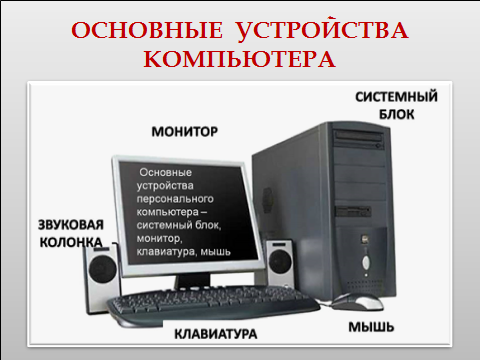 ОСНОВНЫЕ УСТРОЙСТВА
КОМПЬЮТЕРА
СИСТЕМНЫЙ
БЛОК
МОНИТОР
Основные
устройства
персонального
компьютера –
системный блок,
монитор,
клавиатура, мышь
ЗВУКОВАЯ
КОЛОНКА
КЛАВИАТУРА
МЫШЬ